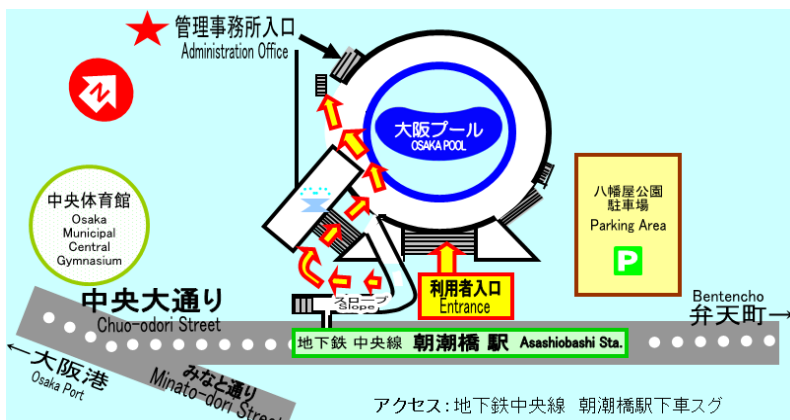 管理事務所入口
Administration Office
N
大阪プール
OSAKA POOL
中央体育館
Osaka
Municipal
Central
Gymnasium
八幡屋公園
駐車場
Parking Area
P
スロープ
Slope
利用者入口
Entrance
中央大通り
Chuo-odori Street
Bentencho
弁天町
地下鉄 中央線 朝潮橋 駅 Asashiobashi Sta.
大阪港
Osaka Port
みなと通り
Minato-dori Street
アクセス:地下鉄中央線 朝潮橋駅下車スグ